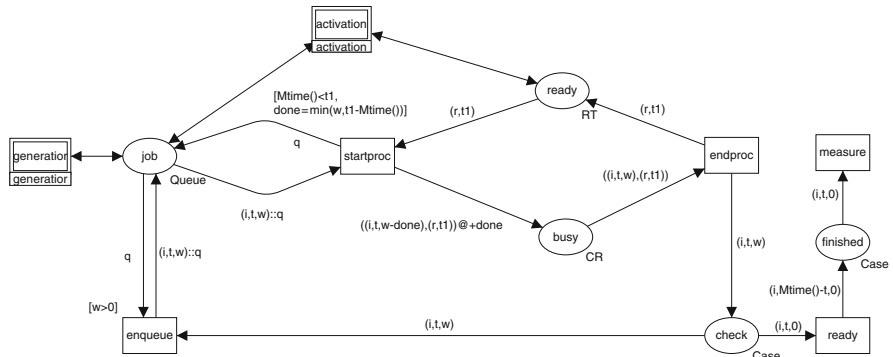 activation
activation
[Mtime()<t1,
done=min(w,t1-Mtime())]
ready
RT
(r,t1)
(r,t1)
q
generatior
generatior
job
Queue
startproc
endproc
measure
((i,t,w),(r,t1))
(i,t,0)
(i,t,w)::q
((i,t,w-done),(r,t1))@+done
busy
CR
(i,t,w)
finished
Case
q
(i,t,w)::q
(i,Mtime()-t,0)
[w>0]
enqueue
(i,t,w)
check
Case
(i,t,0)
ready